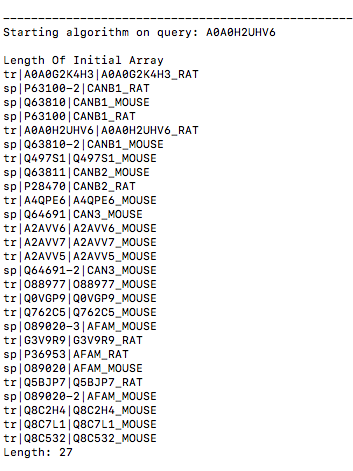 --------------------------------------------------
Starting algorithm on query: A0A0H2UHV6
Length Of Initial Array
tr|A0A0G2K4H3|A0A0G2K4H3_RAT
sp|P63100-2|CANB1_RAT
sp|Q63810|CANB1_MOUSE
sp|P63100|CANB1_RAT
tr|A0A0H2UHV6|A0A0H2UHV6_RAT
sp|Q63810-2|CANB1_MOUSE
tr|Q497S1|Q497S1_MOUSE
sp|Q63811|CANB2_MOUSE
sp|P28470|CANB2_RAT
tr|A4QPE6|A4QPE6_MOUSE
sp|Q64691|CAN3_MOUSE
tr|A2AVV6|A2AVV6_MOUSE
tr|A2AVV7|A2AVV7_MOUSE
tr|A2AVV5|A2AVV5_MOUSE
sp|Q64691-2|CAN3_MOUSE
tr|O88977|O88977_MOUSE
tr|Q0VGP9|Q0VGP9_MOUSE
tr|Q762C5|Q762C5_MOUSE
sp|O89020-3|AFAM_MOUSE
tr|G3V9R9|G3V9R9_RAT
sp|P36953|AFAM_RAT
sp|O89020|AFAM_MOUSE
tr|Q5BJP7|Q5BJP7_RAT
sp|O89020-2|AFAM_MOUSE
tr|Q8C2H4|Q8C2H4_MOUSE
tr|Q8C7L1|Q8C7L1_MOUSE
tr|Q8C532|Q8C532_MOUSE
Length: 27